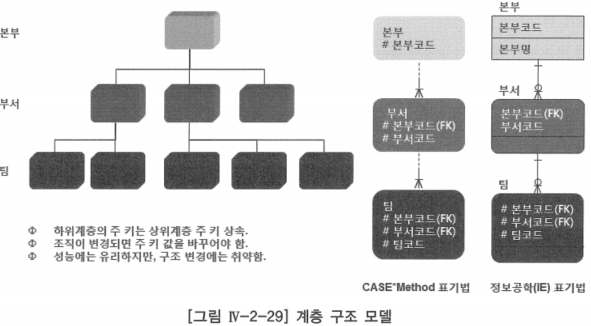 본부
부서
팀
Φ 하위계층의 주 키는 상위계층 주 키 상속.
Φ 조직이 변경되면 주 키 값을 바꾸어야 함.
Φ 성능에는 유리하지만, 구조 변경에는 취약함.
본부
# 본부코드
부서
# 본부코드(FK)
# 부서코드
팀
# 본부코드(FK)
# 부서코드(FK)
# 팀코드
CASE*Method 표기법
본부
본부코드
본부명
부서
본부코드(FK)
부서코드
팀
# 본부코드(FK)
# 부서코드(FK)
# 팀코드
정보공학(IE) 표기법
[그림 Ⅳ-2-29] 계층 구조 모델